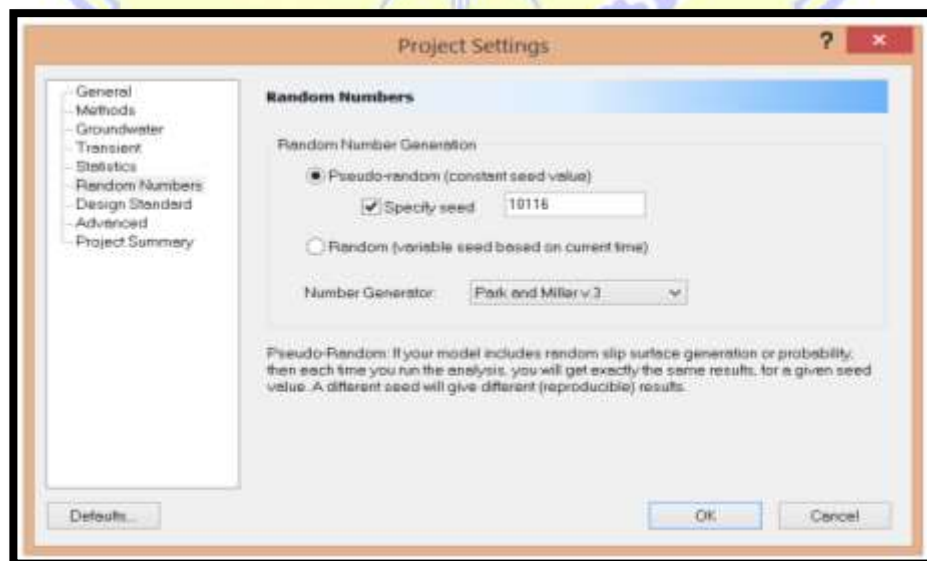 Project Settings
?
General
Methods
Groundwater
Transient
Statistics
Random Numbers
Design Standard
Advanced
Project Summary
Random Numbers
Random Number Generation
Pseudo-random (constant seed value)
Specify seed 10116
Random (variable seed based on current time)
Number Generator: Park and Miller v.3
Pseudo-Random: If your model includes random slip surface generation or probability,
then each time you run the analysis, you will get exactly the same results, for a given seed
value. A different seed will give different (reproducible) results.
Defaults...
OK
Cancel